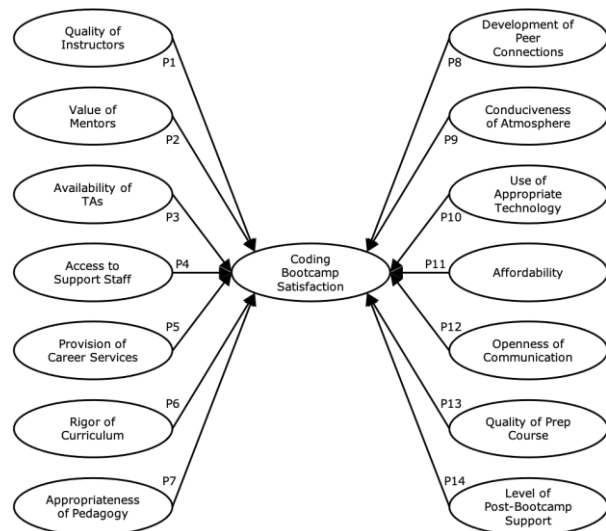 Quality of
Instructors
P1
Value of
Mentors
P2
Availability of
TAs
P3
Access to
Support Staff
P4
Provision of
Career Services
P5
Rigor of
Curriculum
P6
Appropriateness
of Pedagogy
P7
Coding
Bootcamp
Satisfaction
Development of
Peer
Connections
P8
Conduciveness
of Atmosphere
P9
Use of
Appropriate
Technology
P10
Affordability
P11
Openness of
Communication
P12
Quality of Prep
Course
P13
Level of
Post-Bootcamp
Support
P14